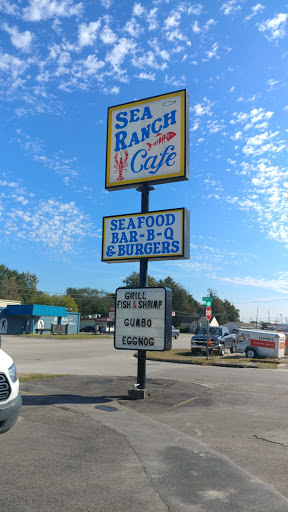 SEA
RANCH
Cafe
SEAFOOD
BAR-B-Q
& BURGERS
GRILL
FISH & SHRIMP
GUMBO
EGGNOG